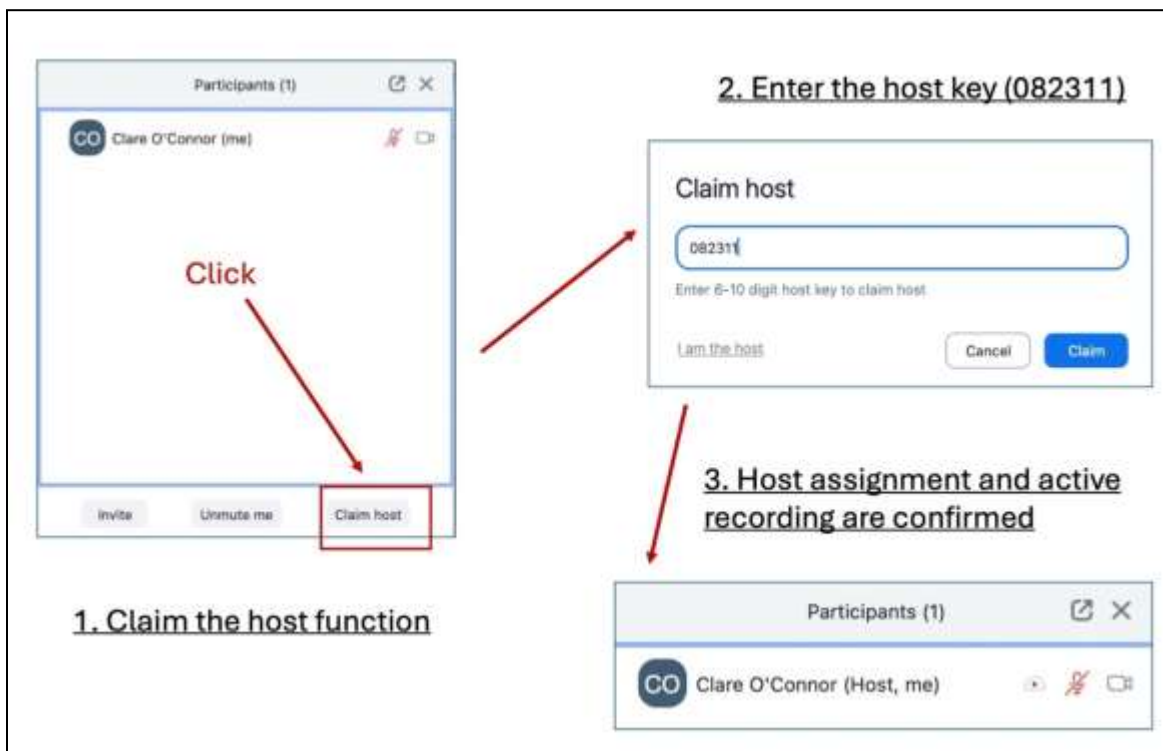 Participants (1)
CO Clare O'Connor (me)
Click
Invite Unmute me Claim host
1. Claim the host function
2. Enter the host key (082311)
Claim host
082311
Enter 6-10 digit host key to claim host
I am the host Cancel Claim
3. Host assignment and active
recording are confirmed
Participants (1)
CO Clare O'Connor (Host, me)